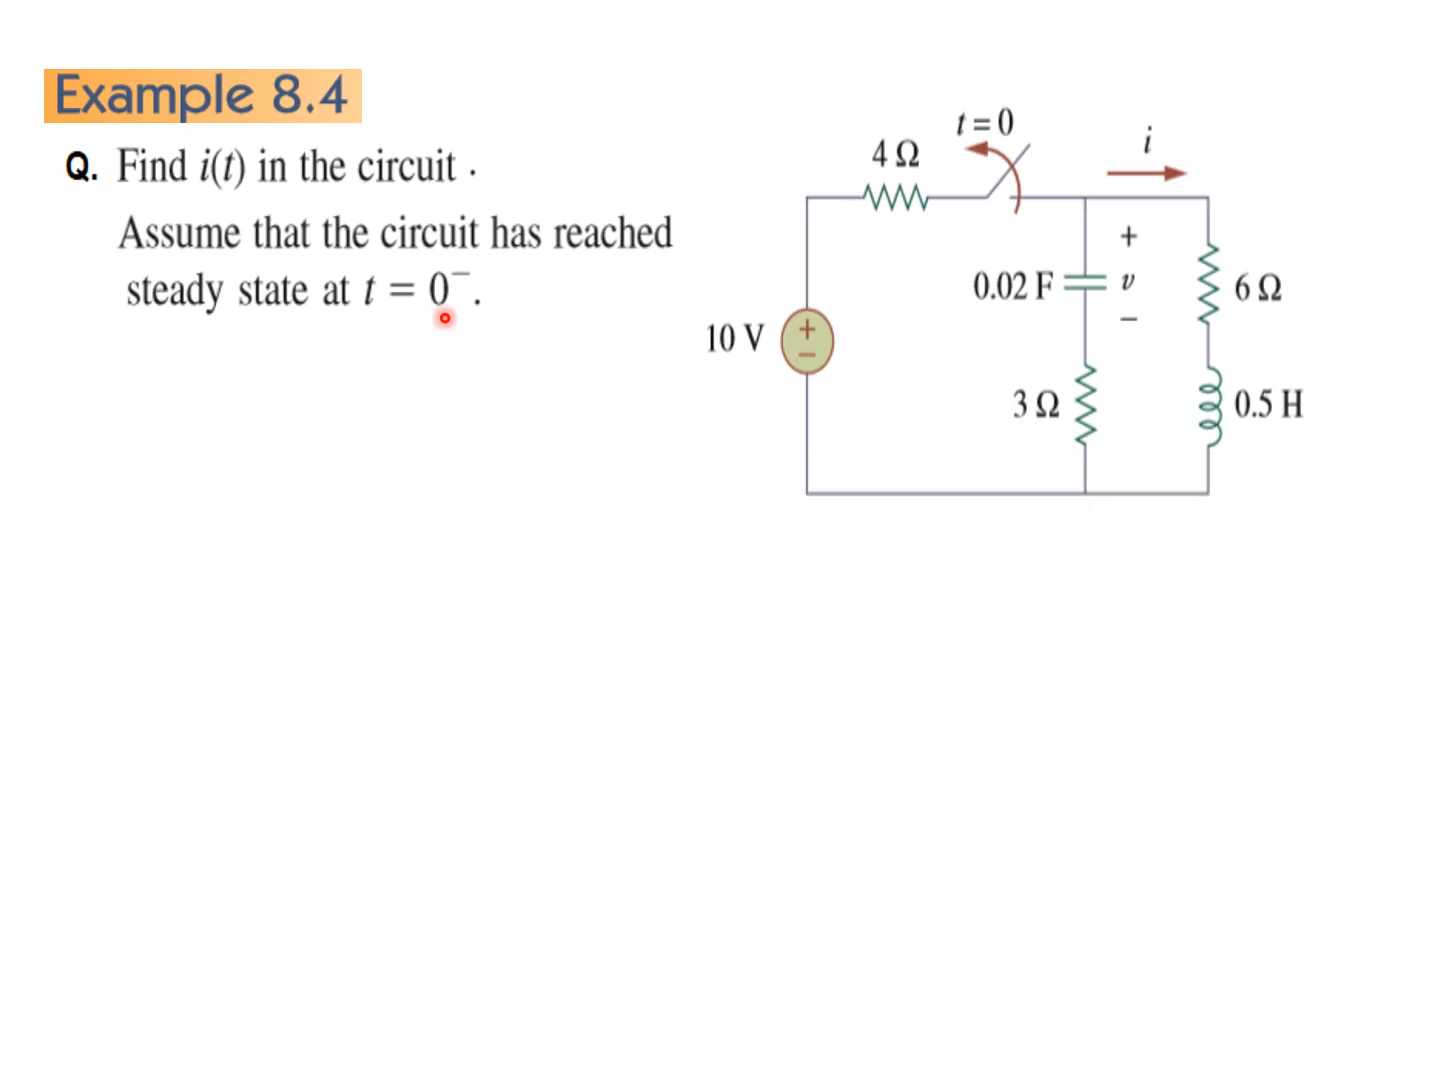 Example 8.4
Q. Find i(t) in the circuit .
Assume that the circuit has reached
steady state at t = 0⁻.
t = 0
i
4 Ω
+
0.02 F
v
6 Ω
−
10 V
+
−
3 Ω
0.5 H